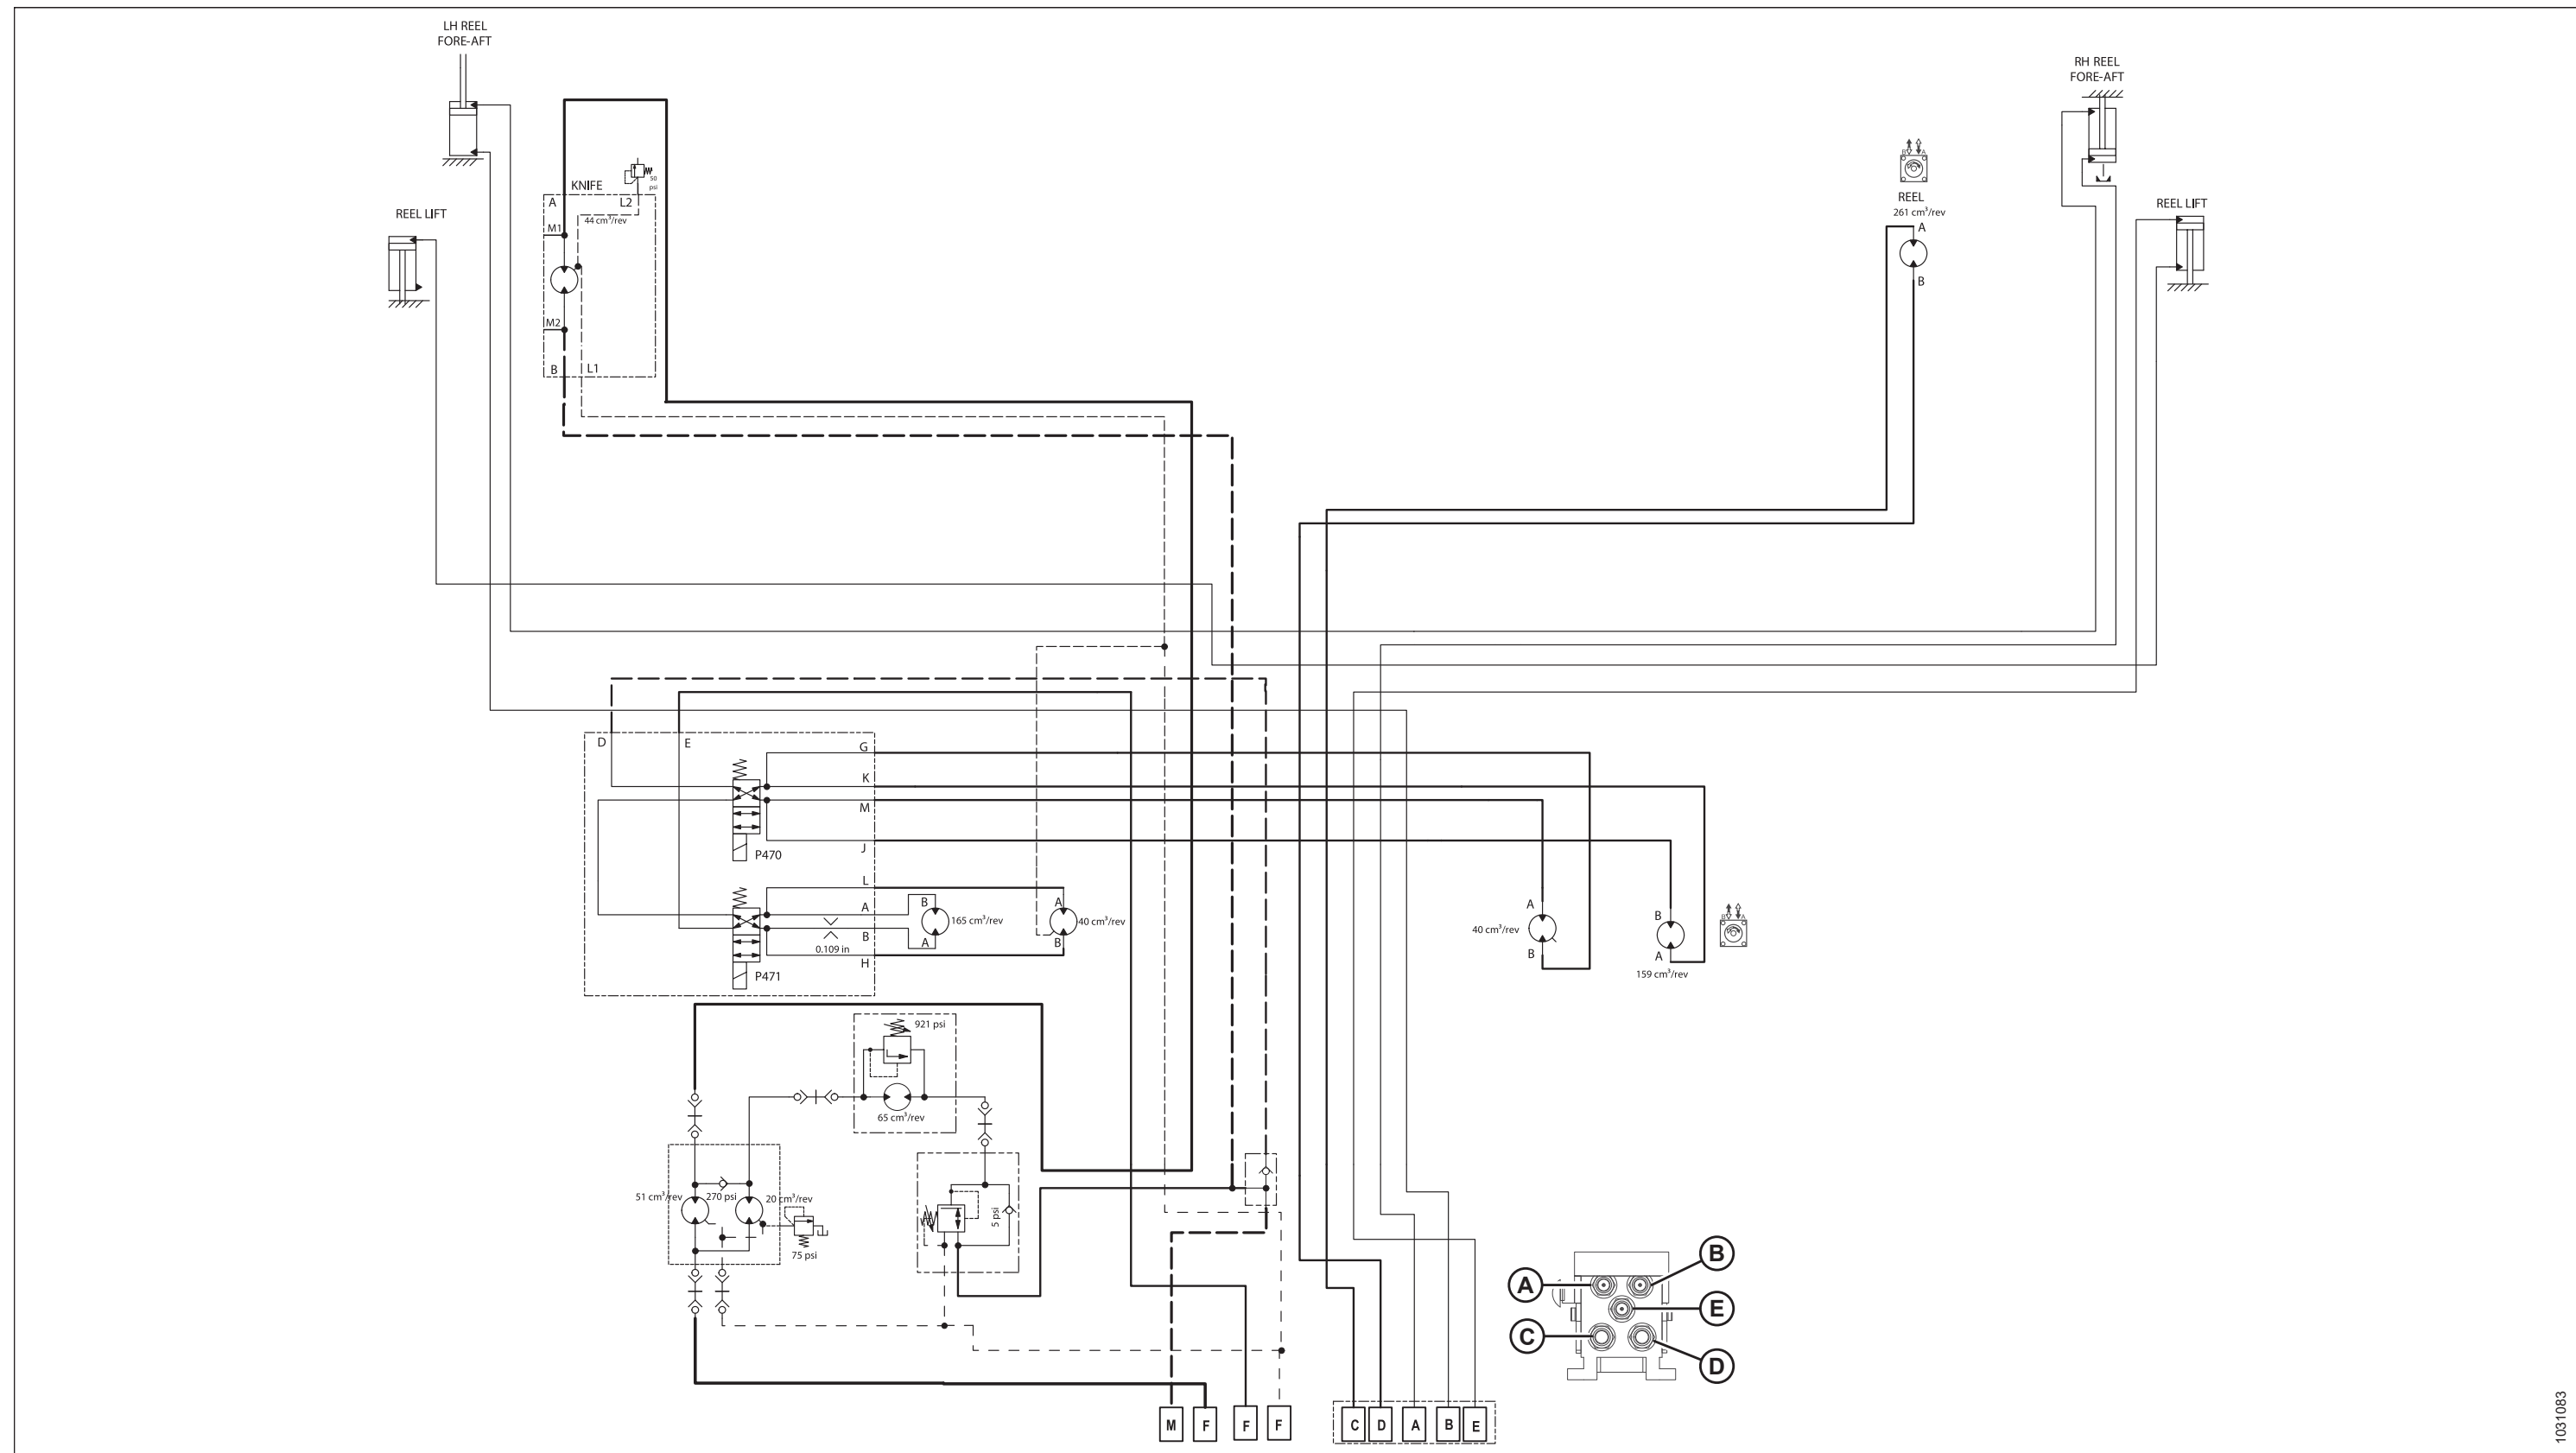 LH REEL
FORE-AFT
RH REEL
FORE-AFT
REEL LIFT
KNIFE
50
psi
A
L2
44 cm³/rev
M1
M2
B
L1
B A
REEL
261 cm³/rev
A
B
REEL LIFT
D
E
G
K
M
J
P470
L
A
B
H
0.109 in
P471
B
A
165 cm³/rev
A
B
40 cm³/rev
A
B
40 cm³/rev
B
A
159 cm³/rev
B A
921 psi
65 cm³/rev
51 cm³/rev
270 psi
20 cm³/rev
75 psi
5 psi
A
B
E
C
D
M
F
F
F
C
D
A
B
E
1031083